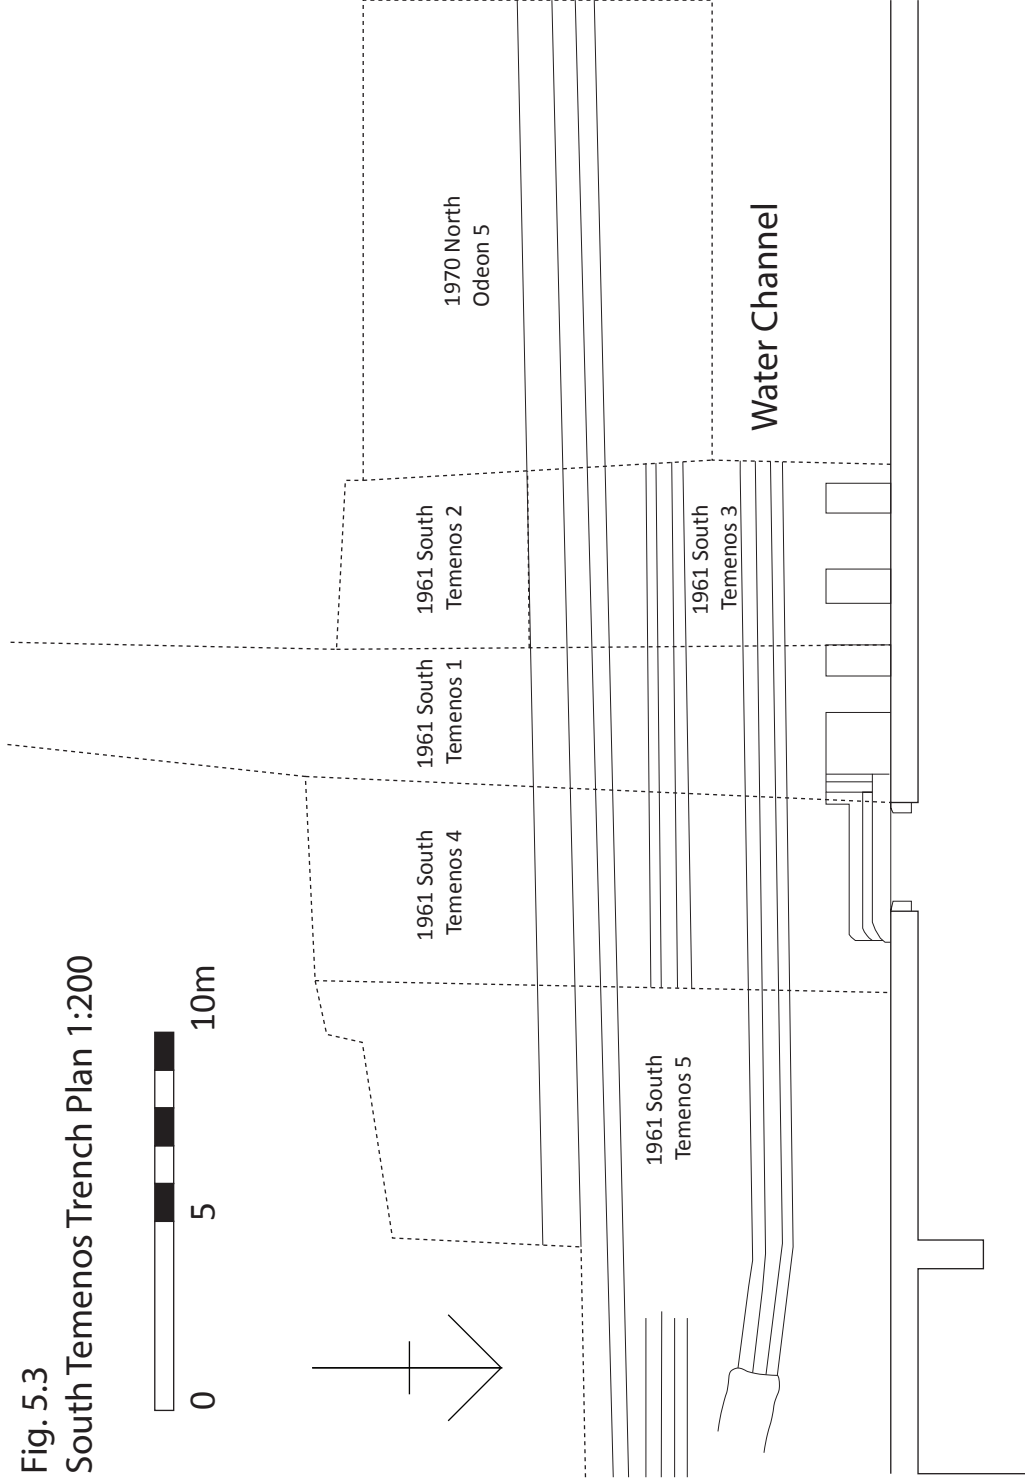 Fig. 5.3
South Temenos Trench Plan 1:200
0
5
10m
1961 South
Temenos 4
1961 South
Temenos 1
1961 South
Temenos 2
1970 North
Odeon 5
1961 South
Temenos 5
1961 South
Temenos 3
Water Channel